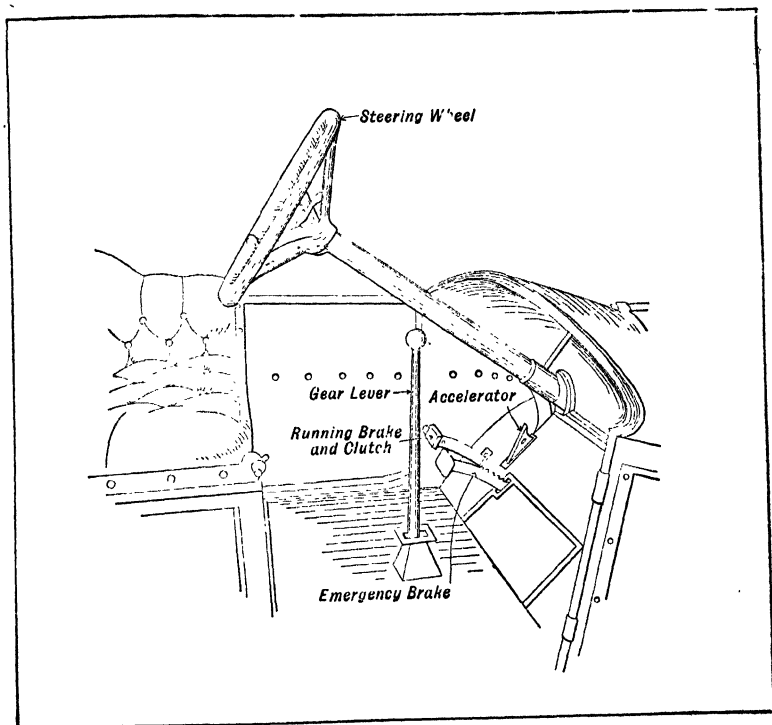 Steering Wheel
Gear Lever
Accelerator
Running Brake
and Clutch
Emergency Brake